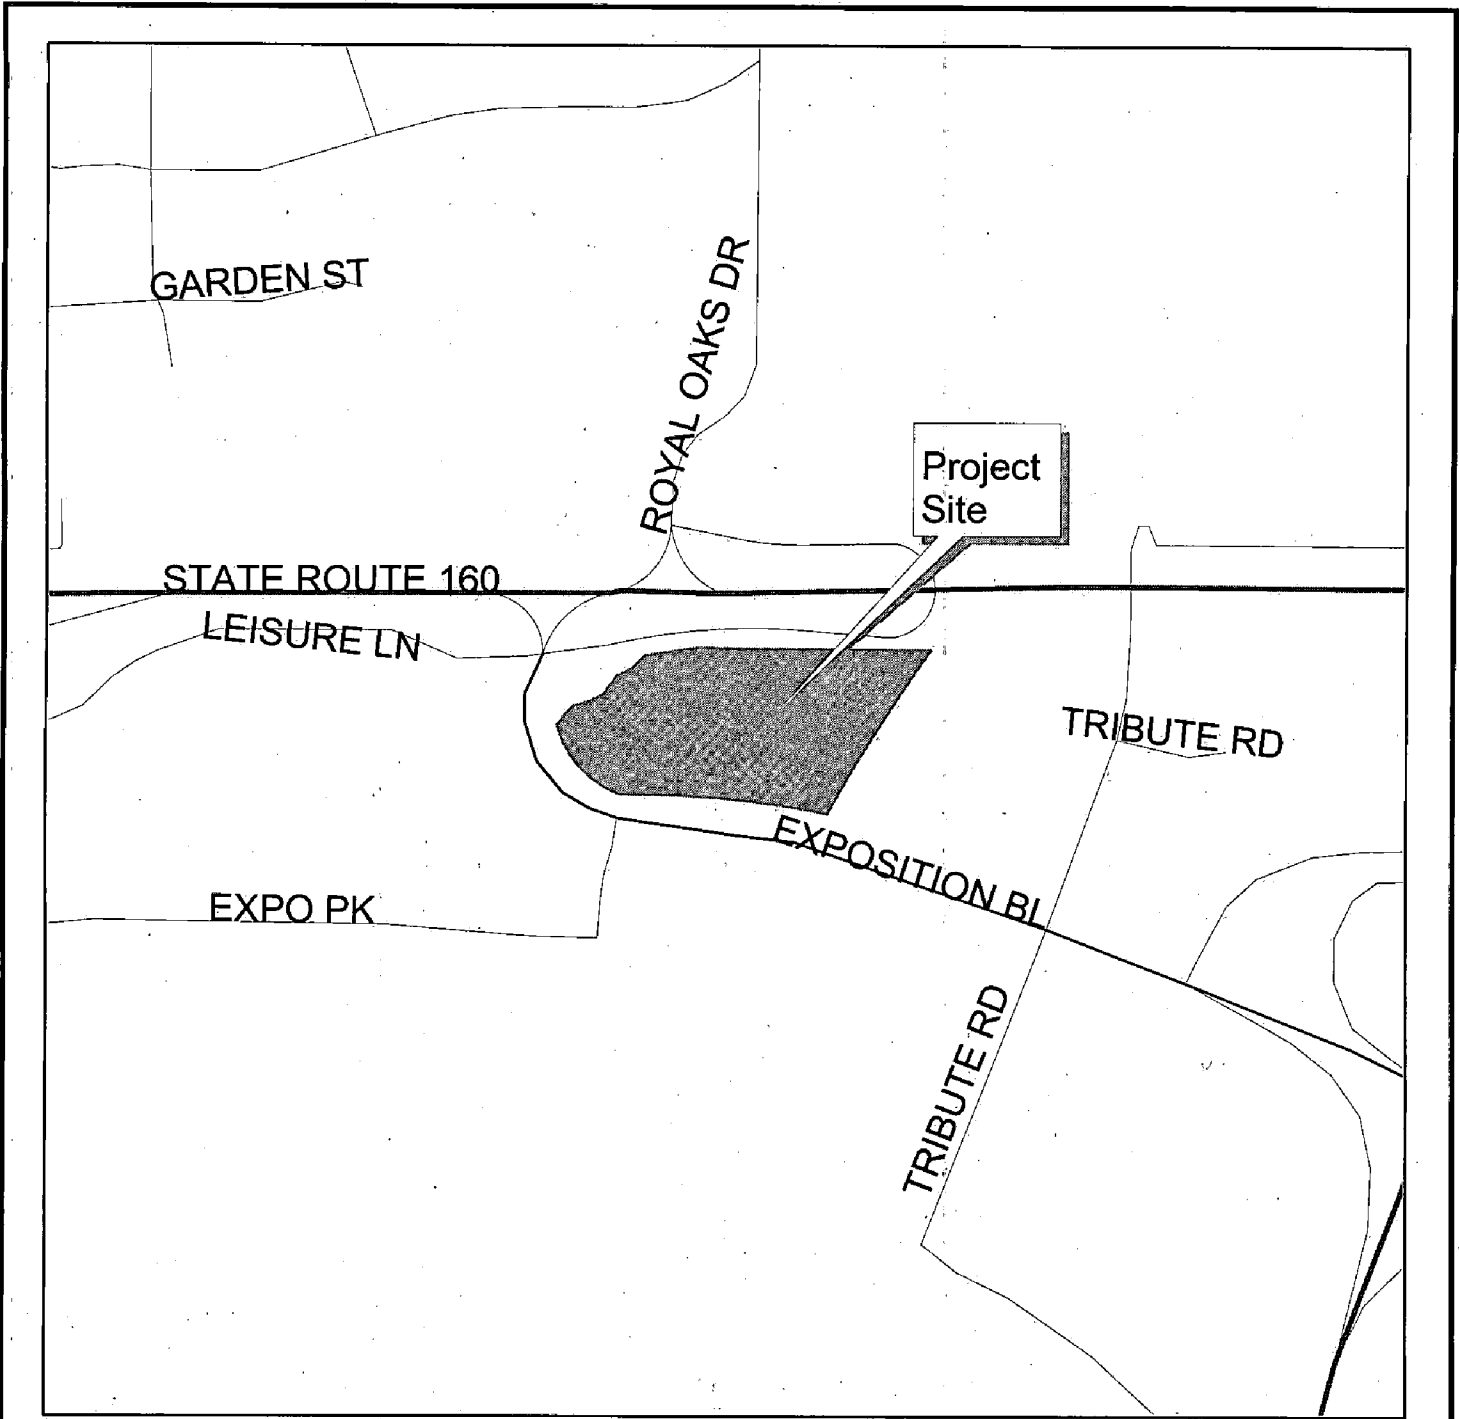 GARDEN ST
ROYAL OAKS DR
Project
Site
STATE ROUTE 160
LEISURE LN
TRIBUTE RD
EXPOSITION BL
EXPO PK
TRIBUTE RD